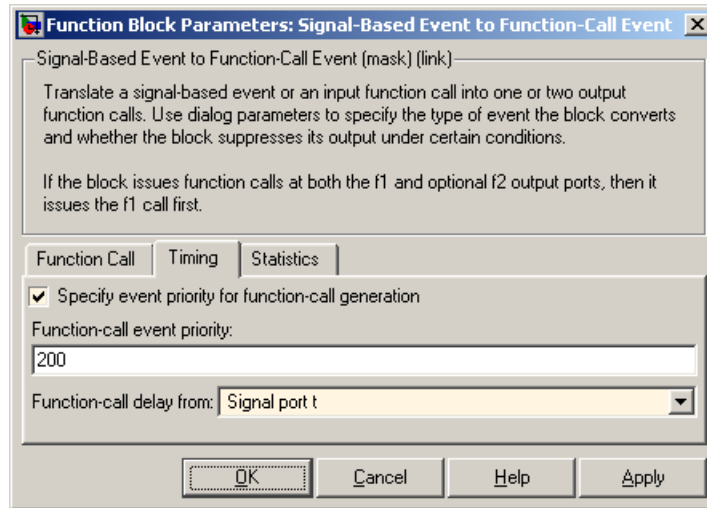 Function Block Parameters: Signal-Based Event to Function-Call Event
Signal-Based Event to Function-Call Event (mask) (link)
Translate a signal-based event or an input function call into one or two output
function calls. Use dialog parameters to specify the type of event the block converts
and whether the block suppresses its output under certain conditions.
If the block issues function calls at both the f1 and optional f2 output ports, then it
issues the f1 call first.
Function Call Timing Statistics
Specify event priority for function-call generation
Function-call event priority:
200
Function-call delay from: Signal port t
OK Cancel Help Apply